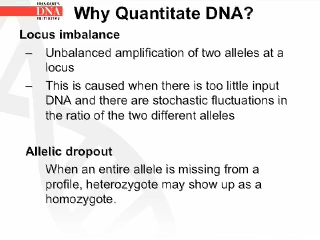 PRESIDENT'S
DNA
INITIATIVE
Why Quantitate DNA?
Locus imbalance
– Unbalanced amplification of two alleles at a
locus
– This is caused when there is too little input
DNA and there are stochastic fluctuations in
the ratio of the two different alleles
Allelic dropout
When an entire allele is missing from a
profile, heterozygote may show up as a
homozygote.